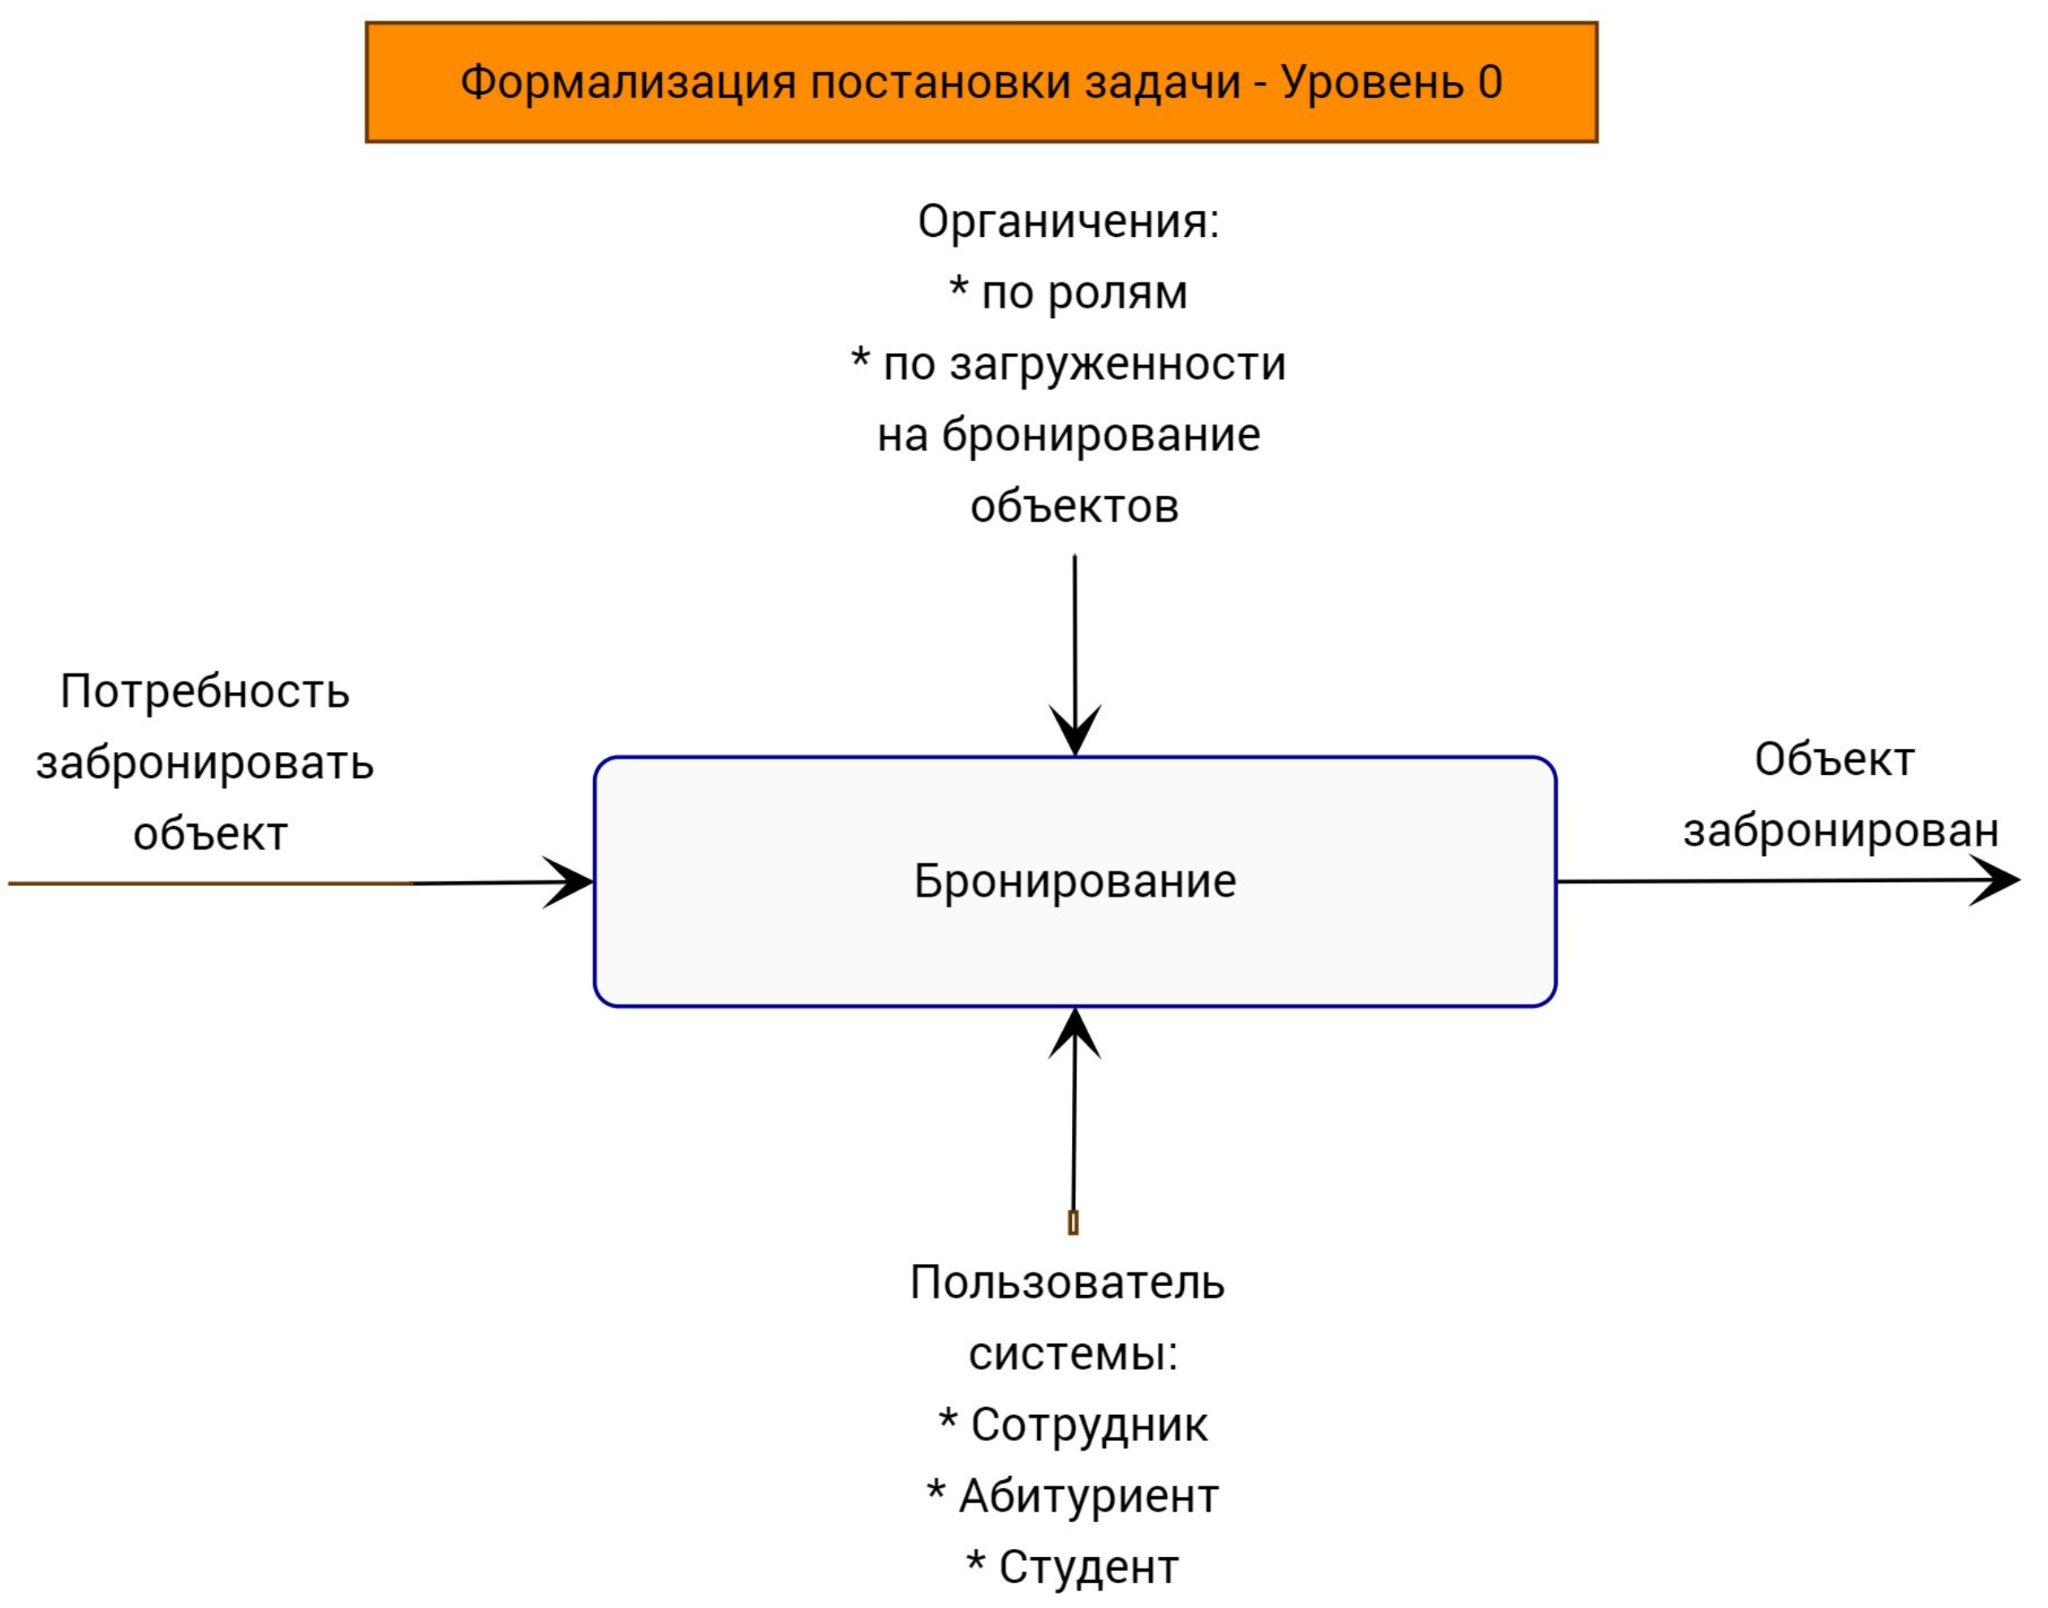 Формализация постановки задачи - Уровень 0
Органичения:
* по ролям
* по загруженности
на бронирование
объектов
Потребность
забронировать
объект
Бронирование
Объект
забронирован
Пользователь
системы:
* Сотрудник
* Абитуриент
* Студент